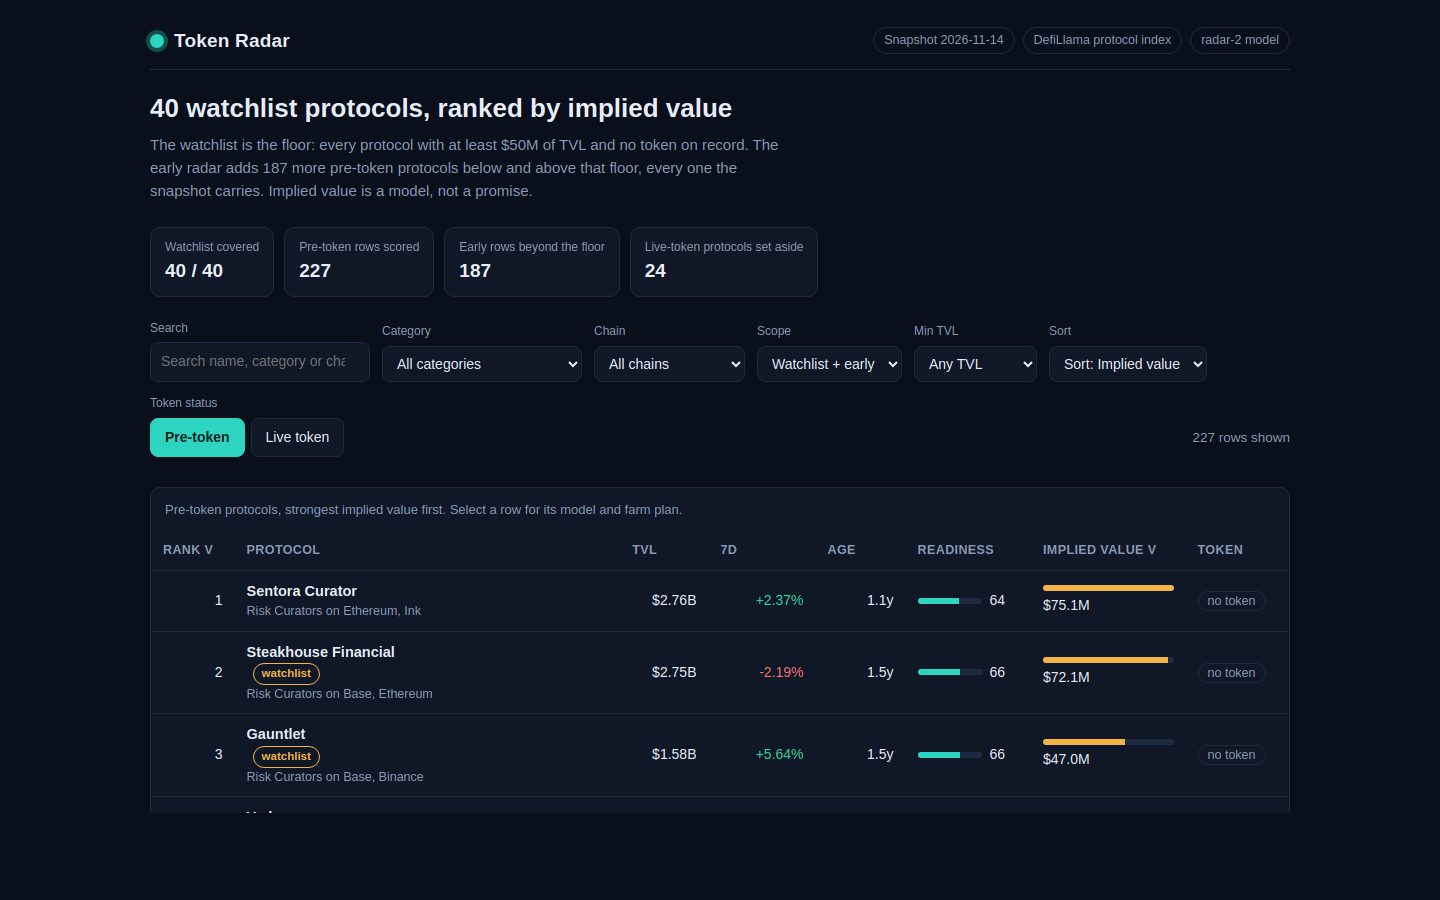 Token Radar
Snapshot 2026-11-14
DefiLlama protocol index
radar-2 model
40 watchlist protocols, ranked by implied value
The watchlist is the floor: every protocol with at least $50M of TVL and no token on record. The
early radar adds 187 more pre-token protocols below and above that floor, every one the
snapshot carries. Implied value is a model, not a promise.
Watchlist covered
40 / 40
Pre-token rows scored
227
Early rows beyond the floor
187
Live-token protocols set aside
24
Search
Search name, category or cha
Category
All categories
Chain
All chains
Scope
Watchlist + early
Min TVL
Any TVL
Sort
Sort: Implied value
Token status
Pre-token
Live token
227 rows shown
Pre-token protocols, strongest implied value first. Select a row for its model and farm plan.
RANK V PROTOCOL TVL 7D AGE READINESS IMPLIED VALUE V TOKEN
1 Sentora Curator $2.76B +2.37% 1.1y 64 $75.1M no token
Risk Curators on Ethereum, Ink
2 Steakhouse Financial $2.75B -2.19% 1.5y 66 $72.1M no token
watchlist
Risk Curators on Base, Ethereum
3 Gauntlet $1.58B +5.64% 1.5y 66 $47.0M no token
watchlist
Risk Curators on Base, Binance